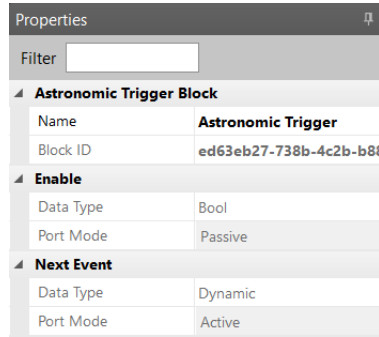 Properties
Filter
Astronomic Trigger Block
Name Astronomic Trigger
Block ID ed63eb27-738b-4c2b-b88
Enable
Data Type Bool
Port Mode Passive
Next Event
Data Type Dynamic
Port Mode Active